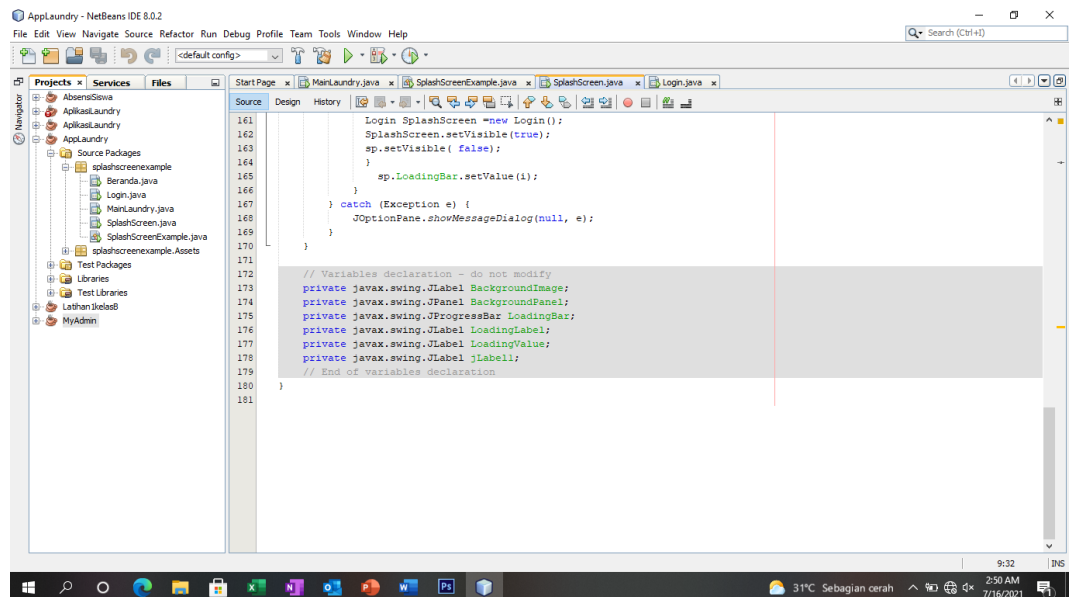 AppLaundry - NetBeans IDE 8.0.2
File Edit View Navigate Source Refactor Run Debug Profile Team Tools Window Help
Search (Ctrl+I)
<default config>
Projects Services Files
Start Page MainLaundry.java SplashScreenExample.java SplashScreen.java Login.java
Navigator
Source Design History
AbsensiSiswa
AplikasiLaundry
AplikasiLaundry
AppLaundry
Source Packages
splashscreenexample
Beranda.java
Login.java
MainLaundry.java
SplashScreen.java
SplashScreenExample.java
splashscreenexample.Assets
Test Packages
Libraries
Test Libraries
Latihan1kelasB
MyAdmin
161 Login SplashScreen =new Login();
162 SplashScreen.setVisible(true);
163 sp.setVisible( false);
164 }
165 sp.LoadingBar.setValue(i);
166 }
167 } catch (Exception e) {
168 JOptionPane.showMessageDialog(null, e);
169 }
170 }
171
172 // Variables declaration - do not modify
173 private javax.swing.JLabel BackgroundImage;
174 private javax.swing.JPanel BackgroundPanel;
175 private javax.swing.JProgressBar LoadingBar;
176 private javax.swing.JLabel LoadingLabel;
177 private javax.swing.JLabel LoadingValue;
178 private javax.swing.JLabel jLabel1;
179 // End of variables declaration
180 }
181
9:32 INS
31°C Sebagian cerah
2:50 AM
7/16/2021